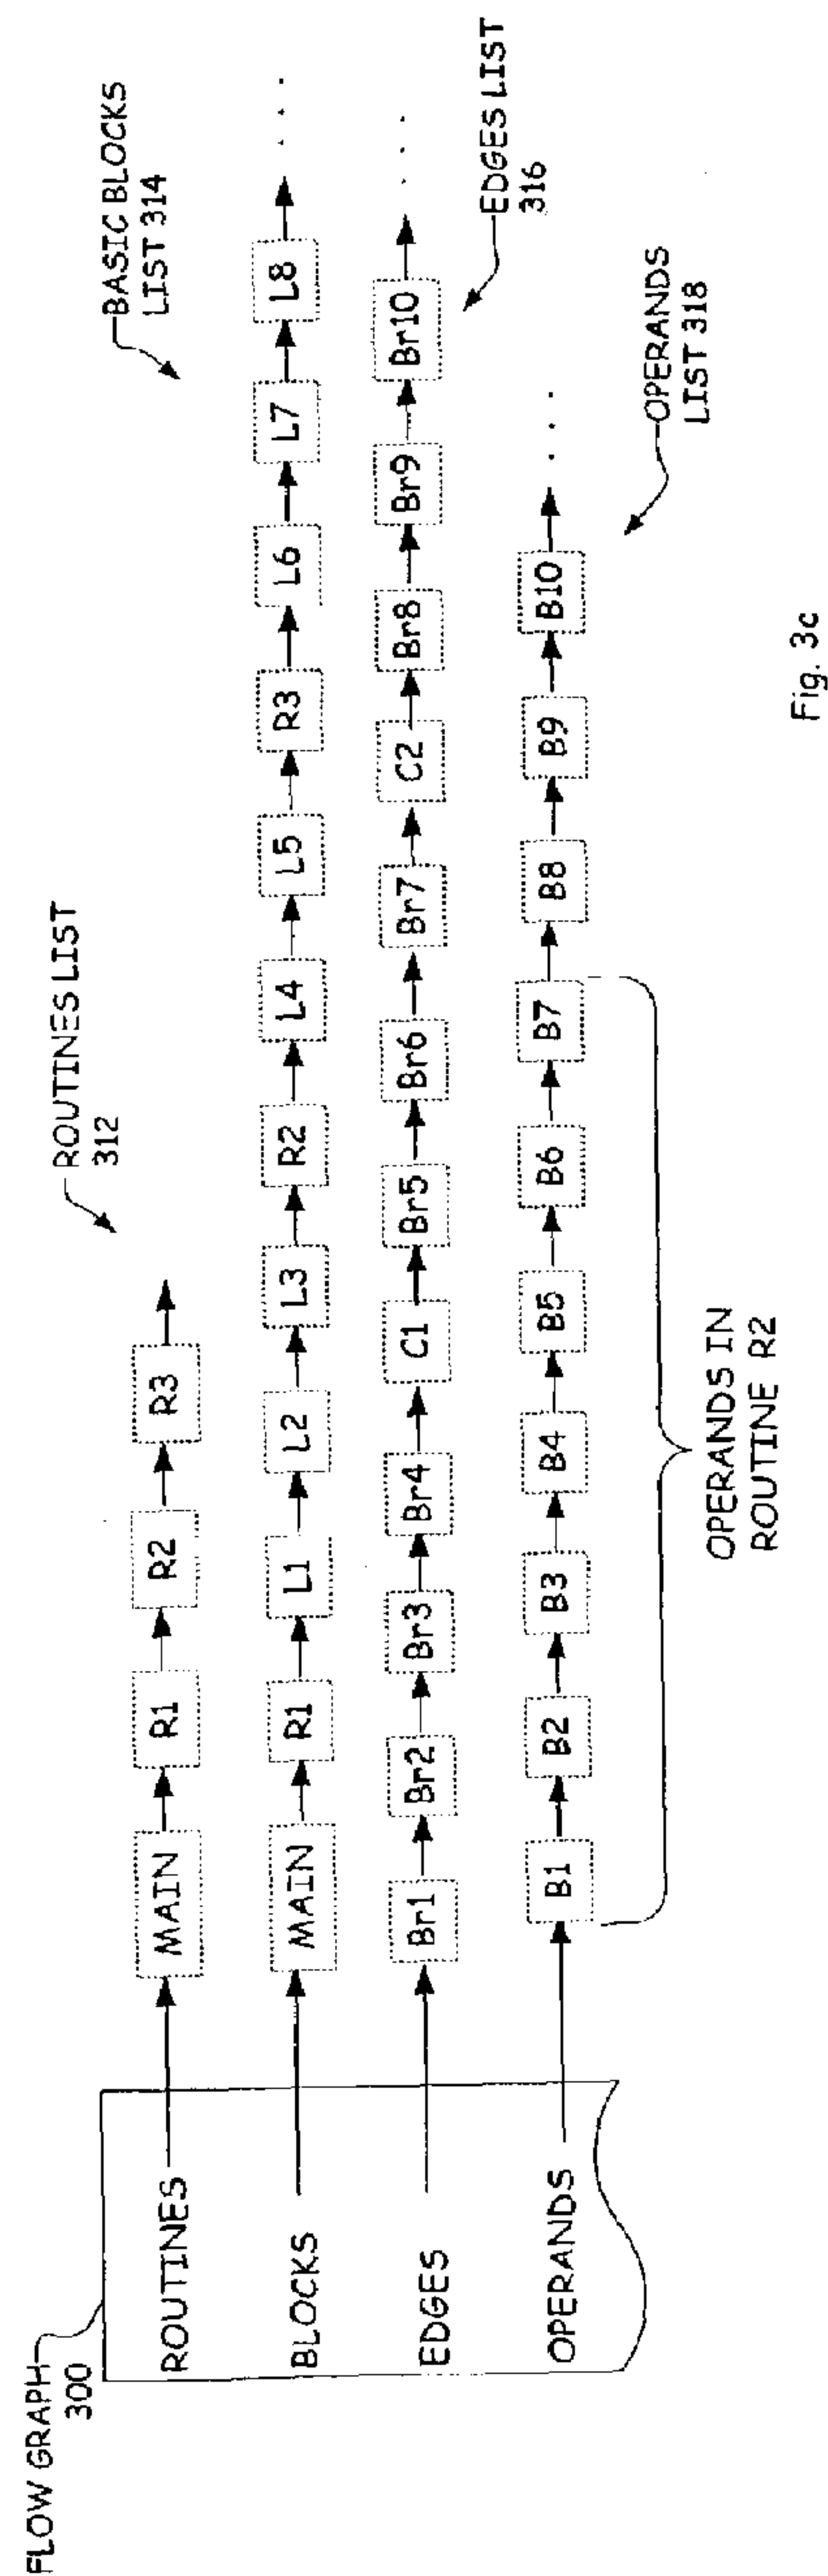 FLOW GRAPH
300
ROUTINES LIST
312
BASIC BLOCKS
LIST 314
ROUTINES MAIN R1 R2 R3
BLOCKS MAIN R1 L1 L2 L3 R2 L4 L5 R3 L6 L7 L8 . . .
EDGES Br1 Br2 Br3 Br4 C1 Br5 Br6 Br7 C2 Br8 Br9 Br10 . . .
EDGES LIST
316
OPERANDS B1 B2 B3 B4 B5 B6 B7 B8 B9 B10 . . .
OPERANDS
LIST 318
OPERANDS IN
ROUTINE R2
Fig. 3c